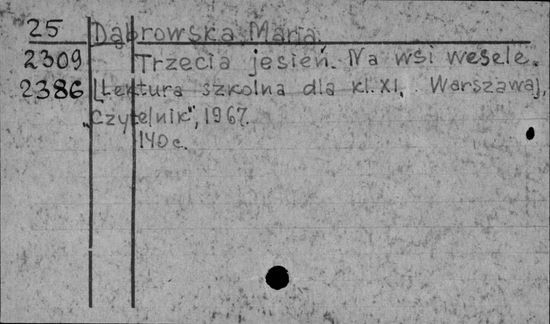 25 Dąbrowska Maria.
2309 Trzecia jesień. Na wsi wesele.
2386 [Lektura szkolna dla kl. XI, Warszawa],
„Czytelnik", 1967.
140 c.